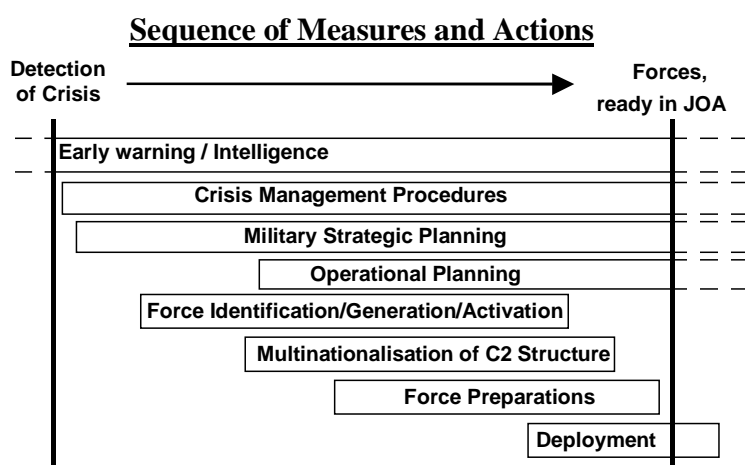 Sequence of Measures and Actions
Detection
of Crisis
Forces,
ready in JOA
Early warning / Intelligence
Crisis Management Procedures
Military Strategic Planning
Operational Planning
Force Identification/Generation/Activation
Multinationalisation of C2 Structure
Force Preparations
Deployment